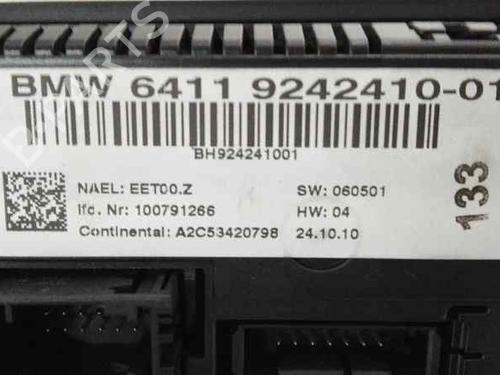 BMW 6411 9242410-01
BH924241001
NAEL: EET00.Z
SW: 060501
lfd. Nr: 100791266
HW: 04
Continental: A2C53420798
24.10.10
133
B-PARTS